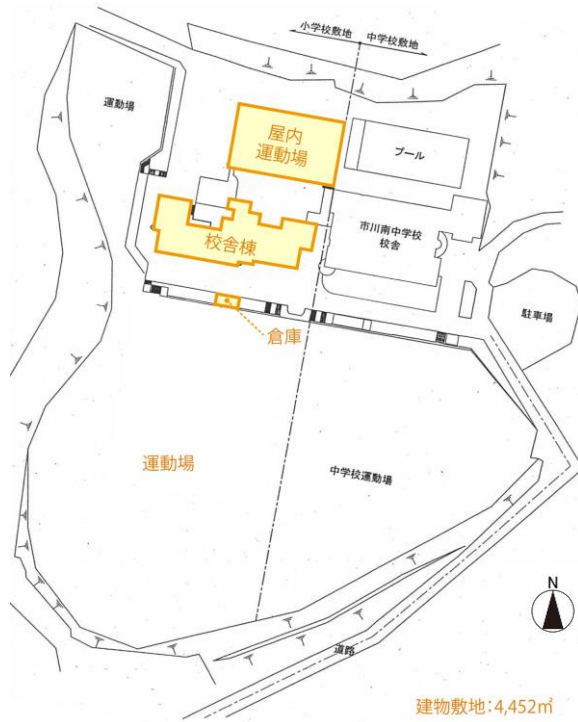 小学校敷地
中学校敷地
運動場
屋内
運動場
プール
校舎棟
市川南中学校
校舎
倉庫
駐車場
運動場
中学校運動場
N
道路
建物敷地:4,452㎡